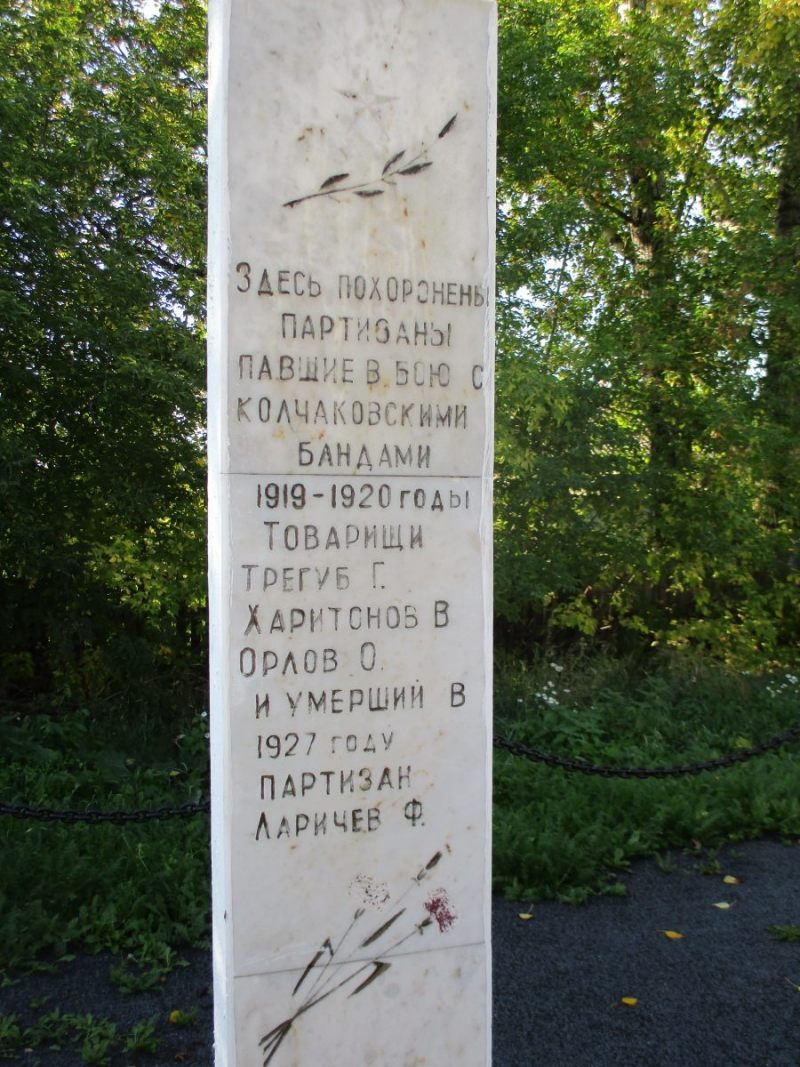 Здесь похоронены
партизаны
павшие в бою с
колчаковскими
бандами
1919-1920 годы
Товарищи
Трегуб Г.
Харитонов В
Орлов О.
и умерший в
1927 году
партизан
Ларичев Ф.